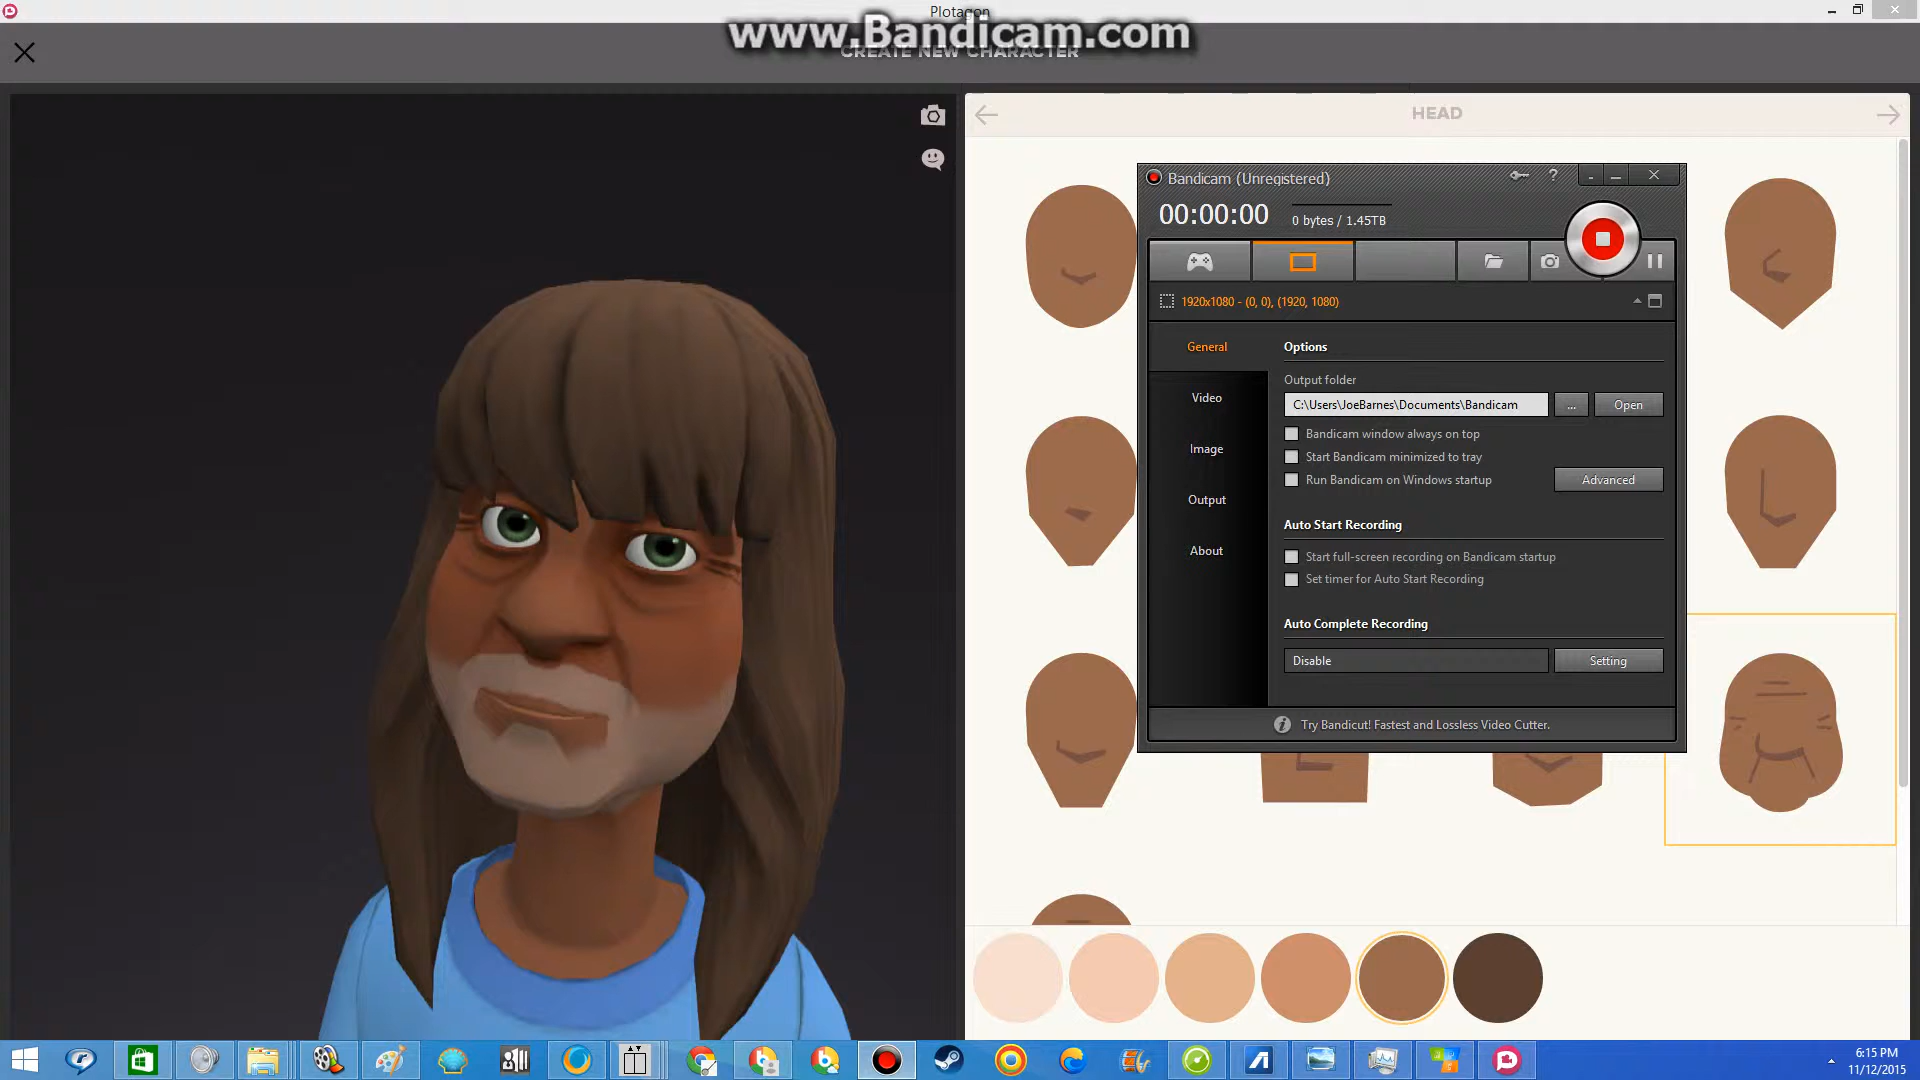 Plotagon
www.Bandicam.com
CREATE NEW CHARACTER
HEAD
Bandicam (Unregistered)
?
00:00:00
0 bytes / 1.45TB
1920x1080 - (0, 0), (1920, 1080)
General
Video
Image
Output
About
Options
Output folder
C:\Users\JoeBarnes\Documents\Bandicam
...
Open
Bandicam window always on top
Start Bandicam minimized to tray
Run Bandicam on Windows startup
Advanced
Auto Start Recording
Start full-screen recording on Bandicam startup
Set timer for Auto Start Recording
Auto Complete Recording
Disable
Setting
Try Bandicut! Fastest and Lossless Video Cutter.
6:15 PM
11/12/2015